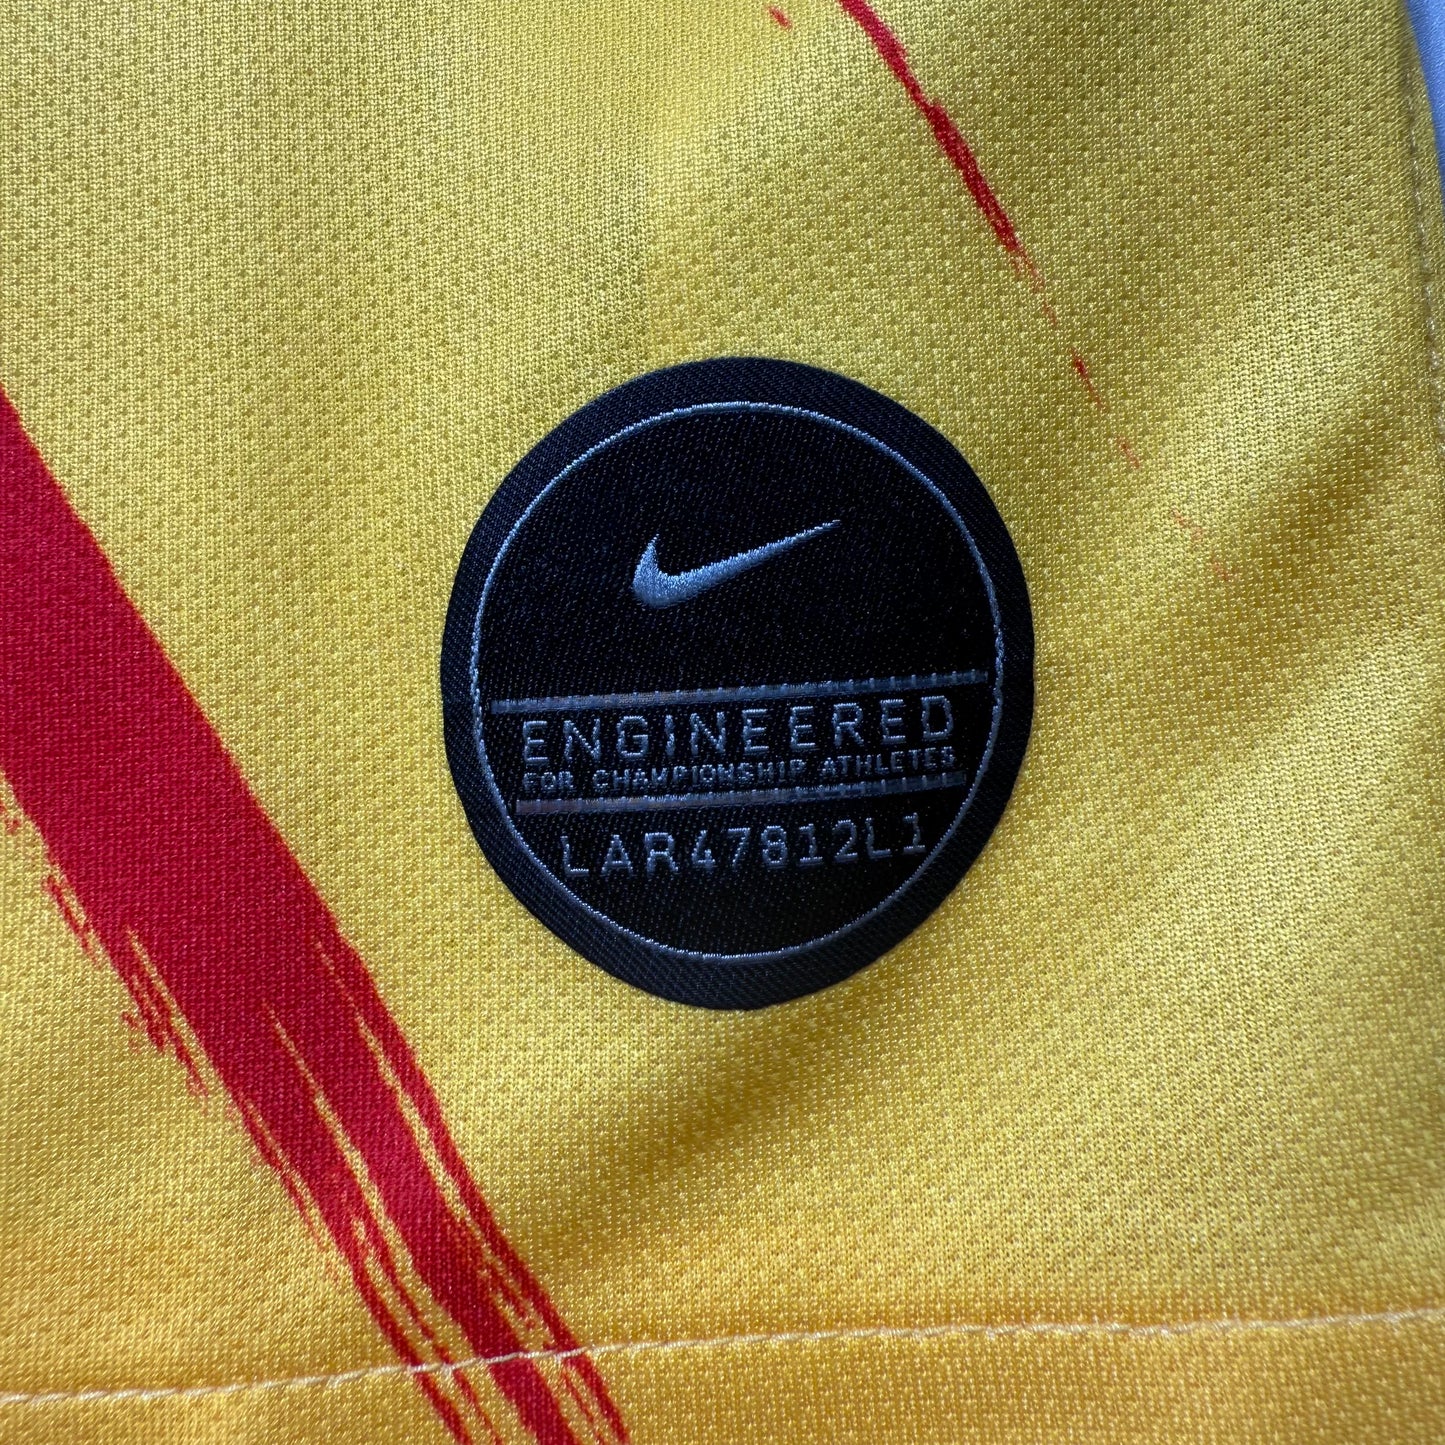 ENGINEERED
FOR CHAMPIONSHIP ATHLETES
LAR47812L1